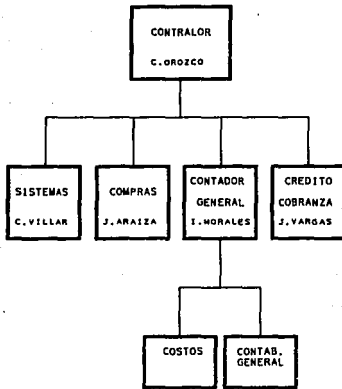 CONTRALOR
C.OROZCO
SISTEMAS
C.VILLAR
COMPRAS
J.ARAIZA
CONTADOR
GENERAL
I.MORALES
CREDITO
COBRANZA
J.VARGAS
COSTOS
CONTAB.
GENERAL